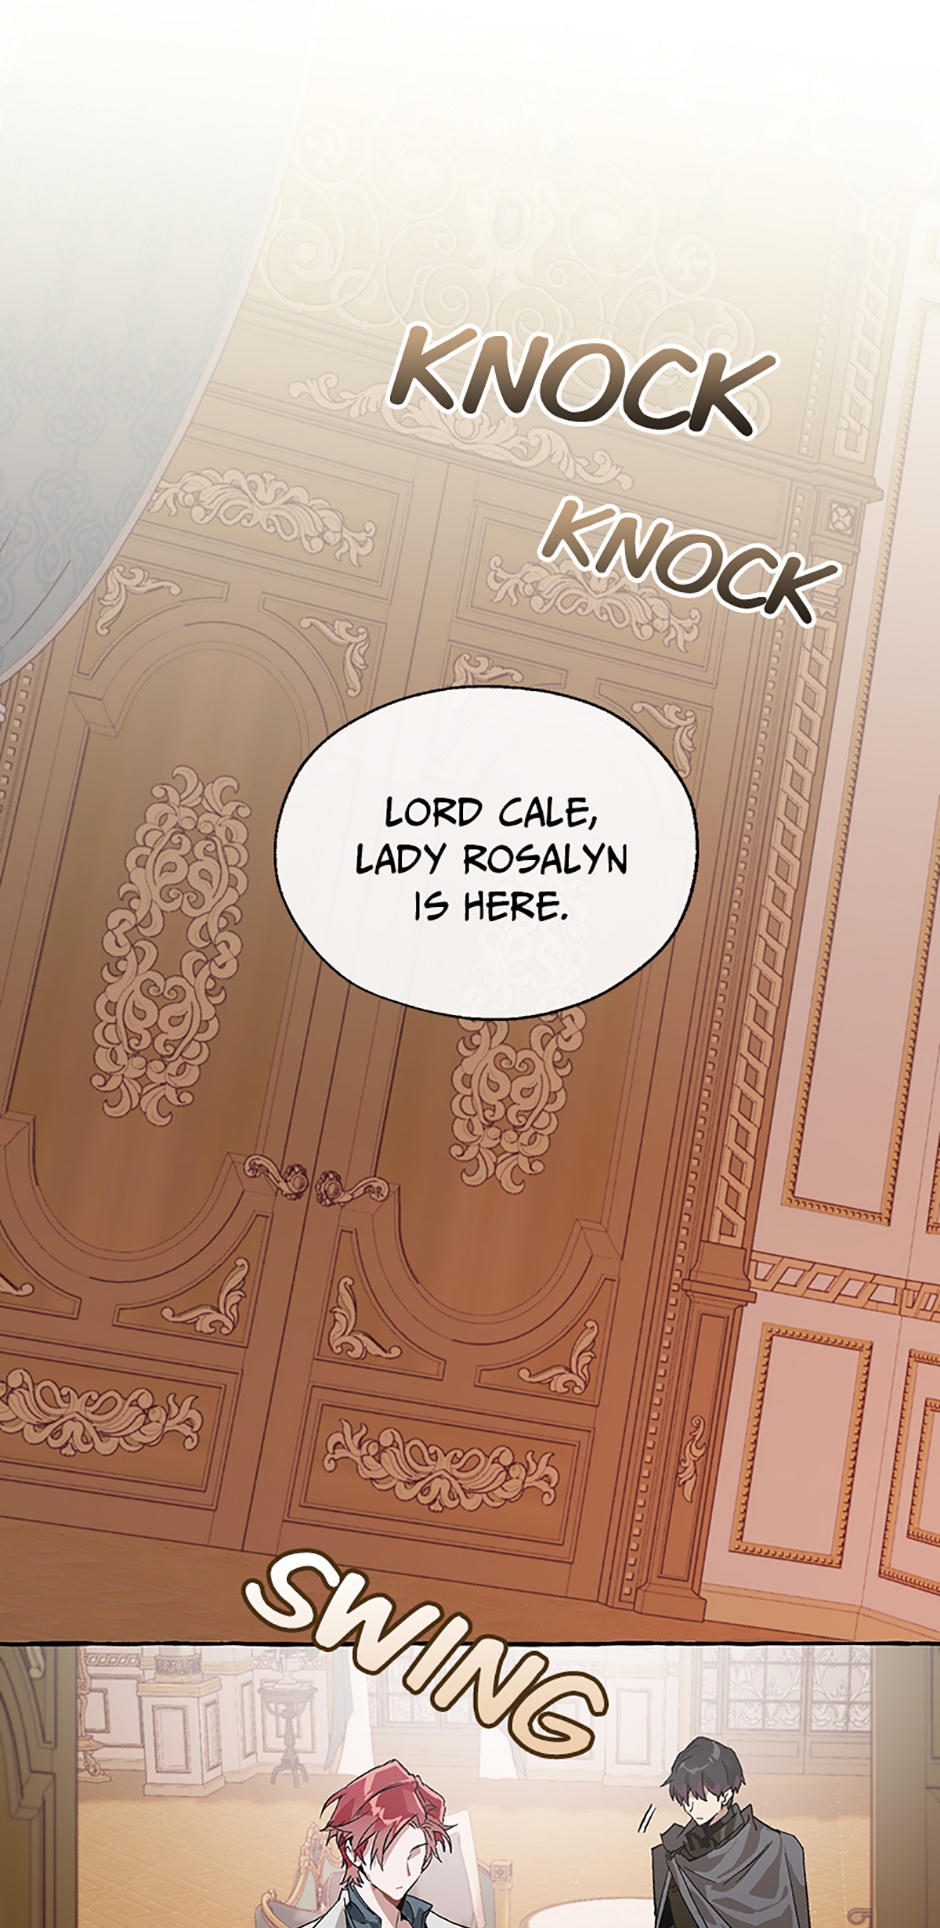 KNOCK
KNOCK
LORD CALE,
LADY ROSALYN
IS HERE.
SWING